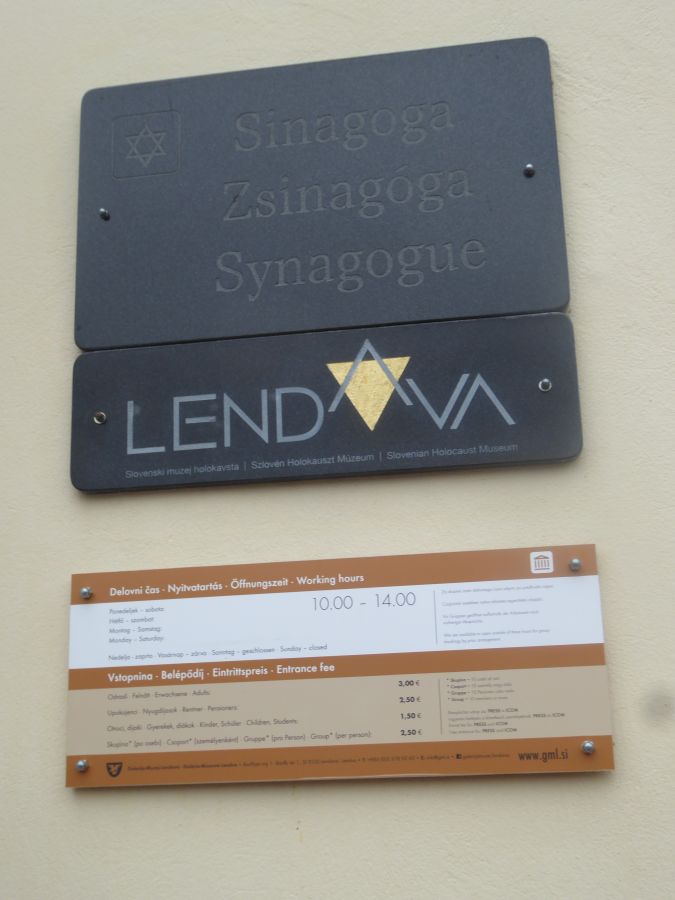 Sinagoga
Zsinagóga
Synagogue
LENDAVA
Slovenski muzej holokavsta | Szlovén Holokauszt Múzeum | Slovenian Holocaust Museum
Delovni čas · Nyitvatartás · Öffnungszeit · Working hours
Ponedeljek – sobota:
Hétfő – szombat:
Montag – Samstag:
Monday – Saturday:
10.00 – 14.00
Nedelja - zaprto · Vasárnap – zárva · Sonntag – geschlossen · Sunday – closed
Vstopnina · Belépődíj · Eintrittspreis · Entrance fee
Odrasli · Felnőtt · Erwachsene · Adults: 3,00 €
Upokojenci · Nyugdíjasok · Rentner · Pensioners: 2,50 €
Otroci, dijaki · Gyerekek, diákok · Kinder, Schüler · Children, Students: 1,50 €
Skupina* (po osebi) · Csoport* (személyenként) · Gruppe* (pro Person) · Group* (per person): 2,50 €
www.gml.si